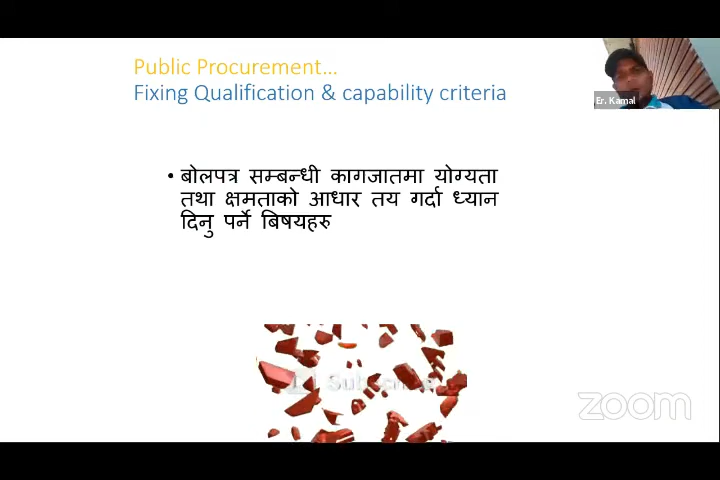 Public Procurement...
Fixing Qualification & capability criteria
Er. Kamal
• बोलपत्र सम्बन्धी कागजातमा योग्यता
तथा क्षमताको आधार तय गर्दा ध्यान
दिनु पर्ने बिषयहरु
zoom